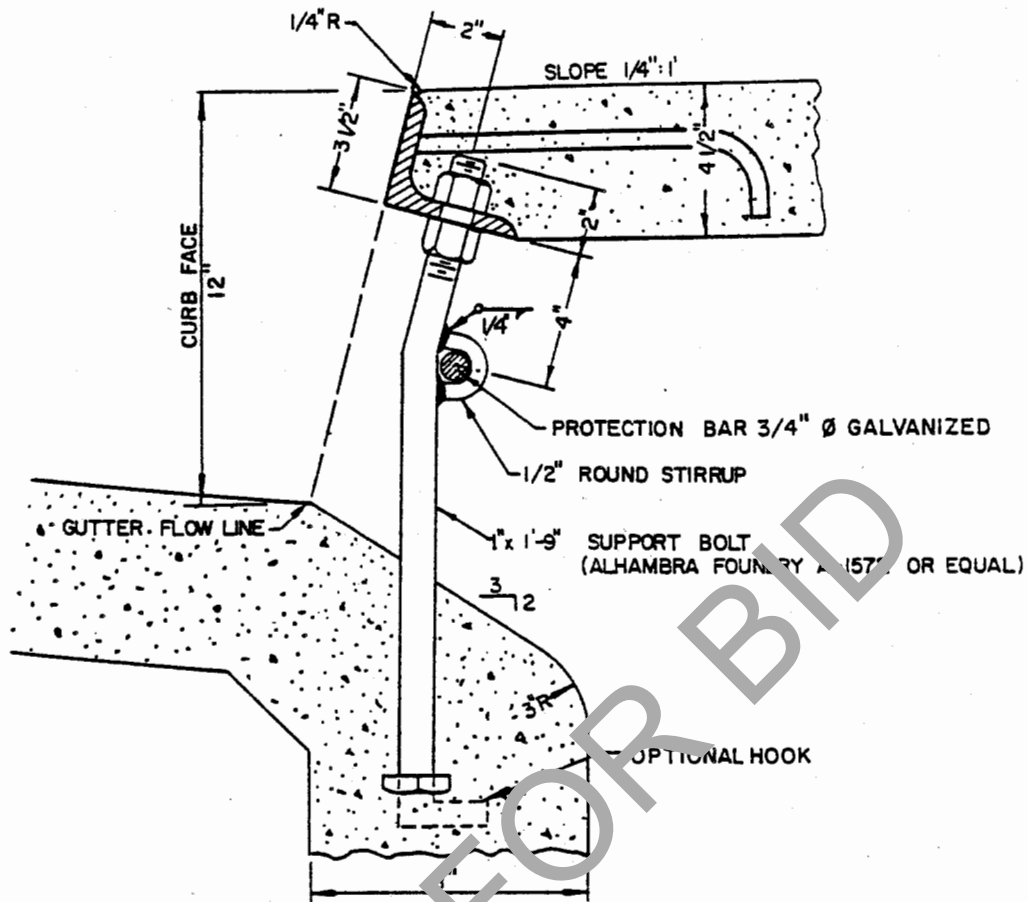 1/4" R
2"
SLOPE 1/4":1'
3 1/2"
4 1/2"
CURB FACE
12"
2"
4"
1/4"
PROTECTION BAR 3/4" Ø GALVANIZED
1/2" ROUND STIRRUP
GUTTER FLOW LINE
1" x 1'-9" SUPPORT BOLT
(ALHAMBRA FOUNDRY OR EQUAL)
3
2
3" R
OPTIONAL HOOK
FOR BID